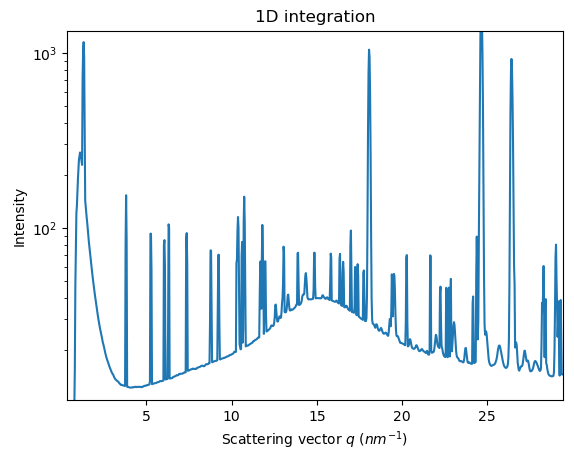 1D integration
Intensity
10³
10²
5 10 15 20 25
Scattering vector q (nm⁻¹)